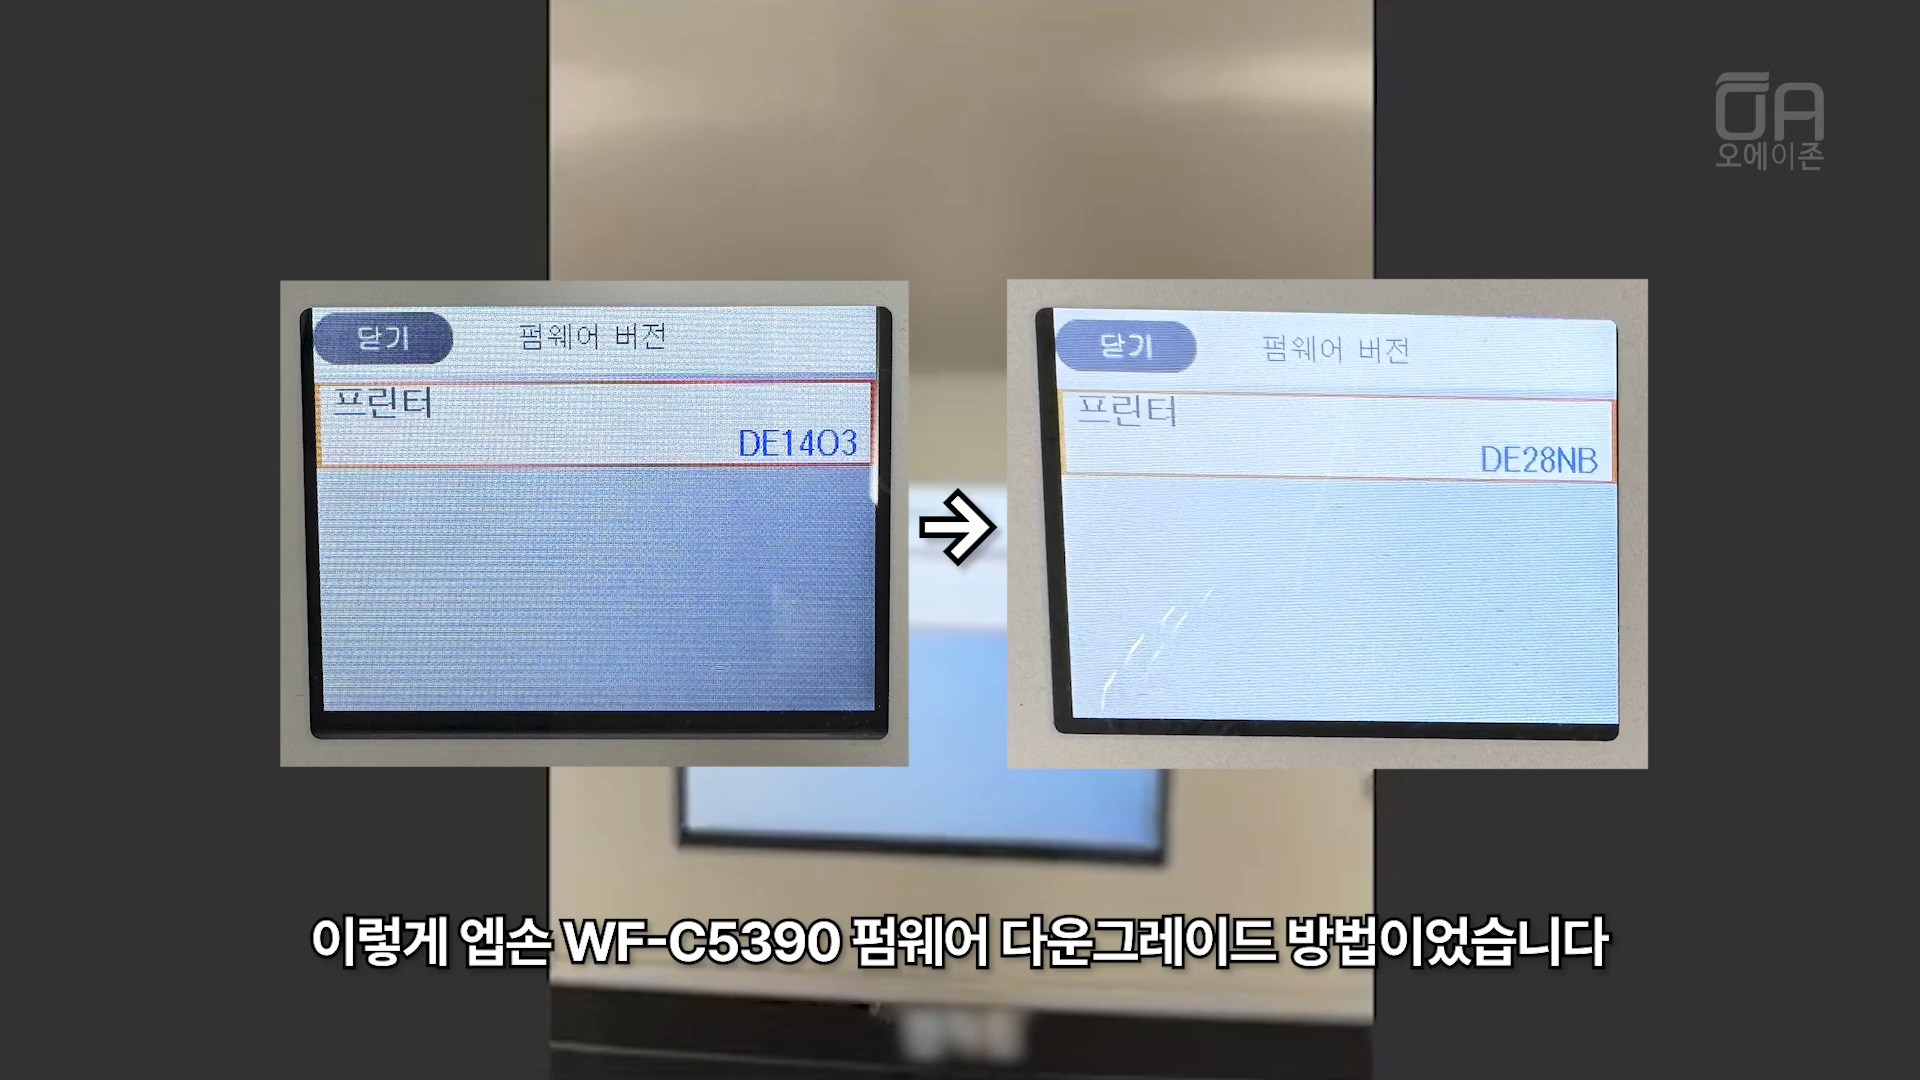 OA
오에이존
닫기
펌웨어 버전
프린터
DE14O3
닫기
펌웨어 버전
프린터
DE28NB
이렇게 엡손 WF-C5390 펌웨어 다운그레이드 방법이었습니다